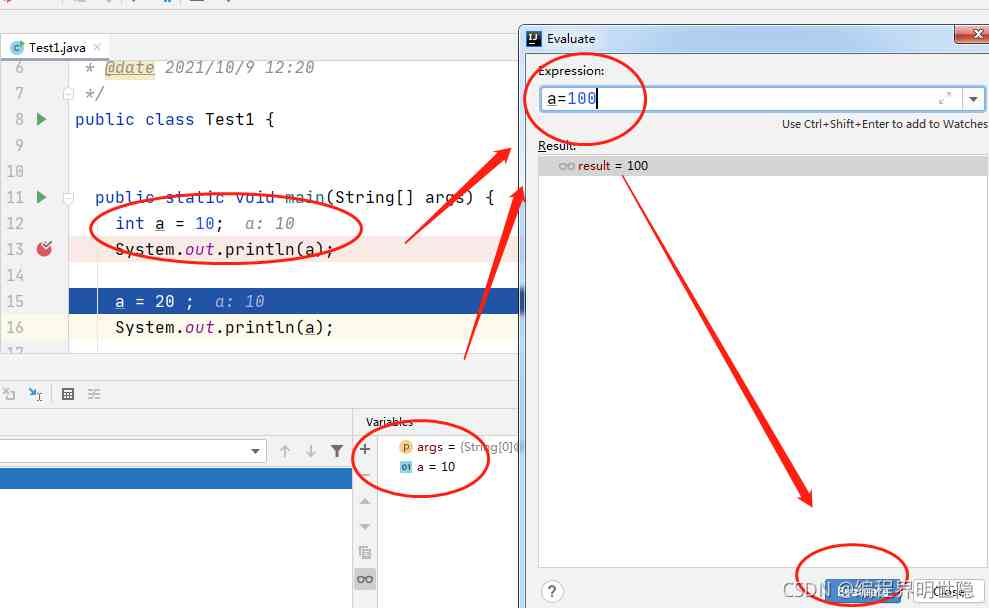 Test1.java
6 * @date 2021/10/9 12:20
7 */
8 public class Test1 {
9
10
11 public static void main(String[] args) {
12 int a = 10; a: 10
13 System.out.println(a);
14
15 a = 20 ; a: 10
16 System.out.println(a);
17
Variables
args = {String[0]@
a = 10
Evaluate
Expression:
a=100
Use Ctrl+Shift+Enter to add to Watches
Result:
result = 100
?
Close
CSDN @编程界明世隐